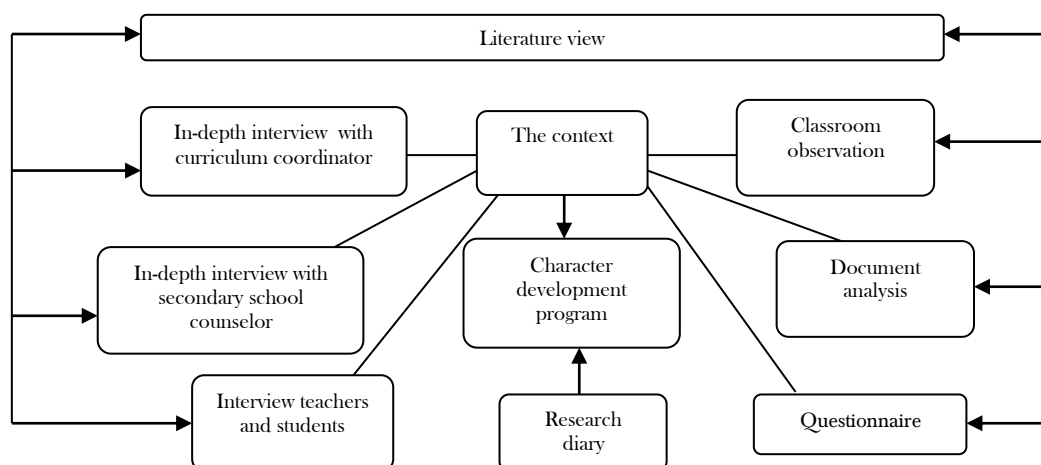 Literature view
In-depth interview with
curriculum coordinator
The context
Classroom
observation
In-depth interview with
secondary school
counselor
Character
development
program
Document
analysis
Interview teachers
and students
Research
diary
Questionnaire